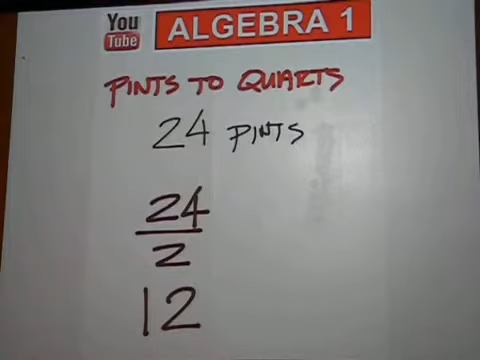 You Tube ALGEBRA 1
PINTS TO QUARTS
24 PINTS
24
2
12